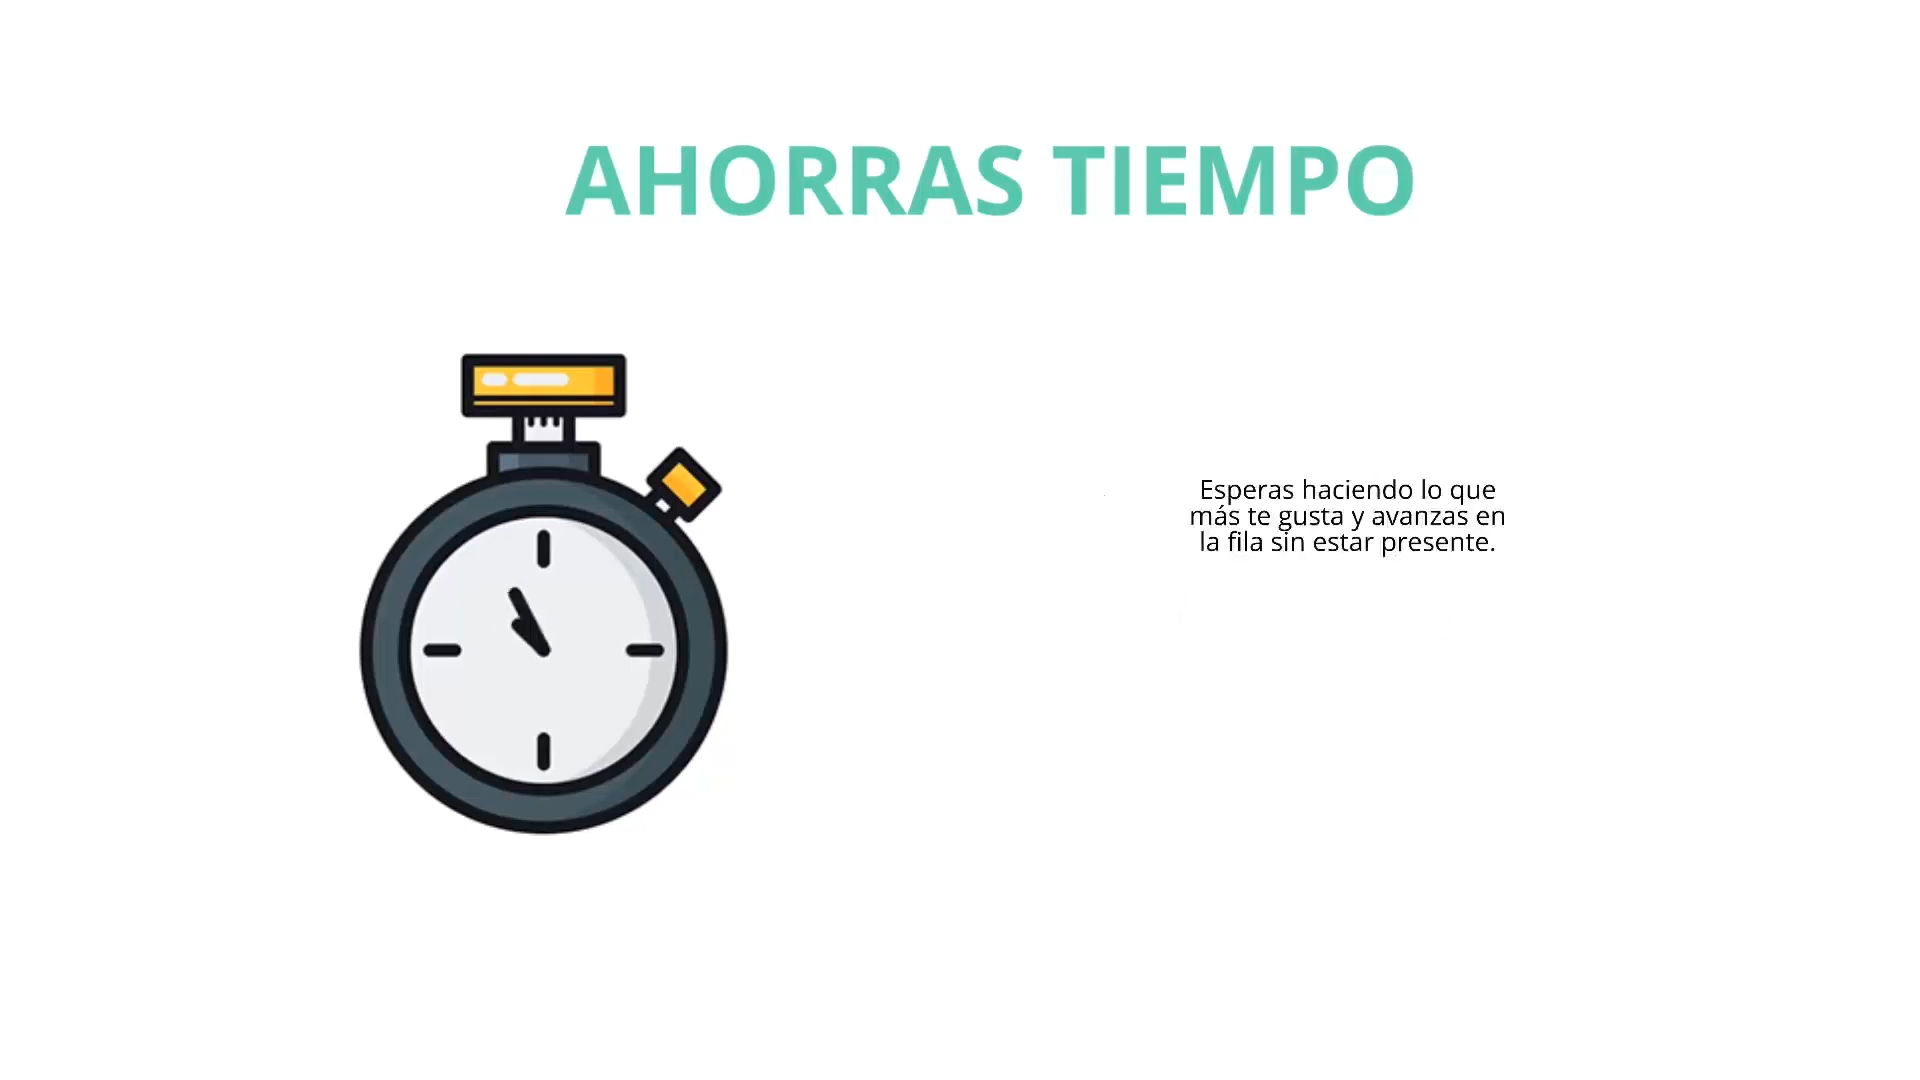 AHORRAS TIEMPO
Esperas haciendo lo que
más te gusta y avanzas en
la fila sin estar presente.